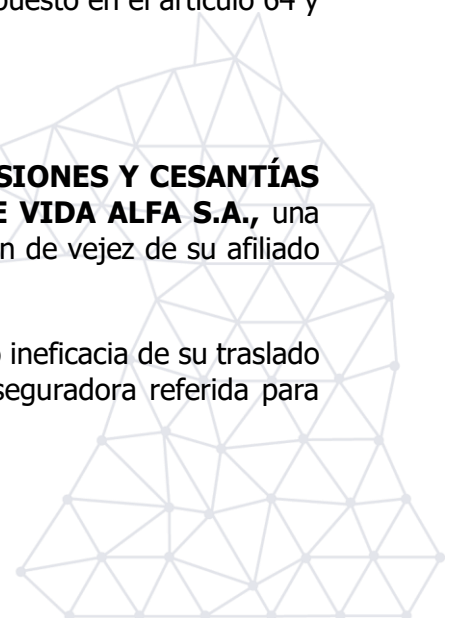 puesto en el artículo 64 y
SIONES Y CESANTÍAS
E VIDA ALFA S.A., una
n de vejez de su afiliado
o ineficacia de su traslado
seguradora referida para